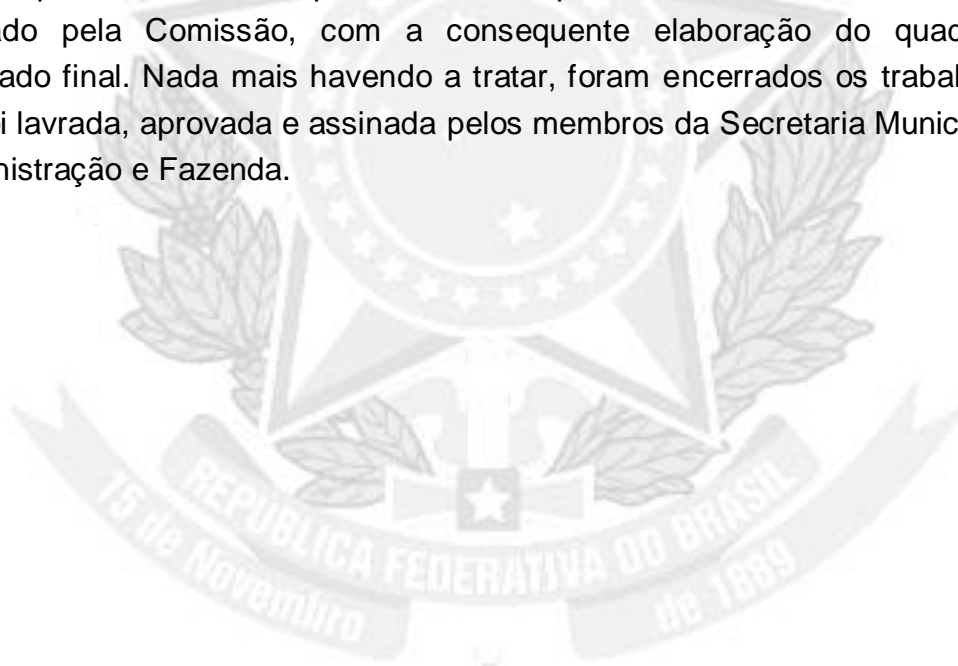 ado pela Comissão, com a consequente elaboração do quad
ado final. Nada mais havendo a tratar, foram encerrados os trabal
i lavrada, aprovada e assinada pelos membros da Secretaria Munic
nistração e Fazenda.
REPÚBLICA FEDERATIVA DO BRASIL
15 de Novembro de 1889